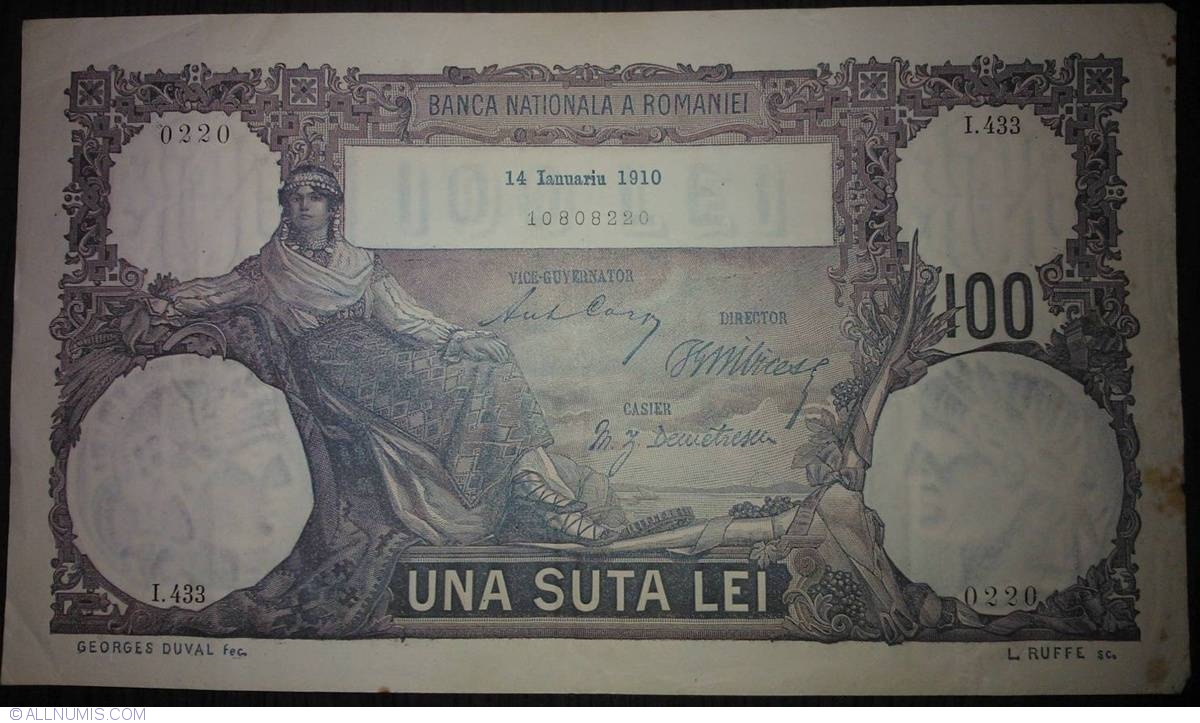 BANCA NATIONALA A ROMANIEI
0220
I.433
14 Ianuariu 1910
10808220
VICE-GUVERNATOR
DIRECTOR
100
CASIER
M. Z. Demetrescu
I.433
UNA SUTA LEI
0220
GEORGES DUVAL fec.
L. RUFFE sc.
© ALLNUMIS.COM